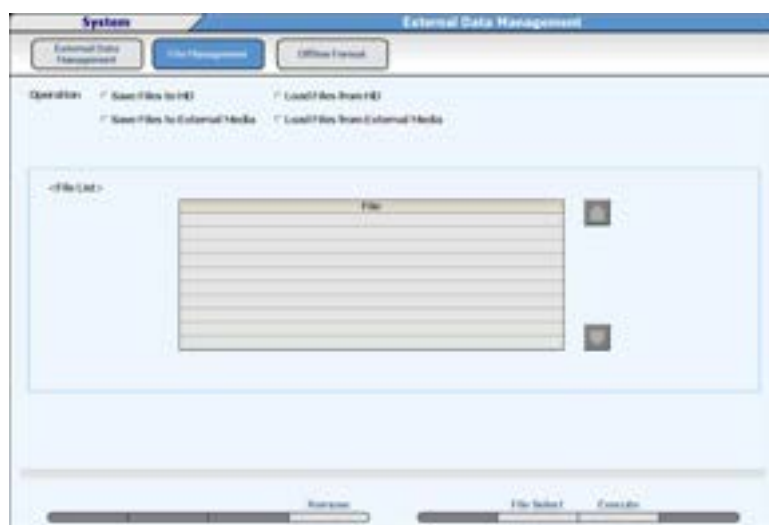 System External Data Management
External Data Management File Management Offline Format
Operation Save Files to HD Load Files from HD
Save Files to External Media Load Files from External Media
<File List>
File
File Select Execute